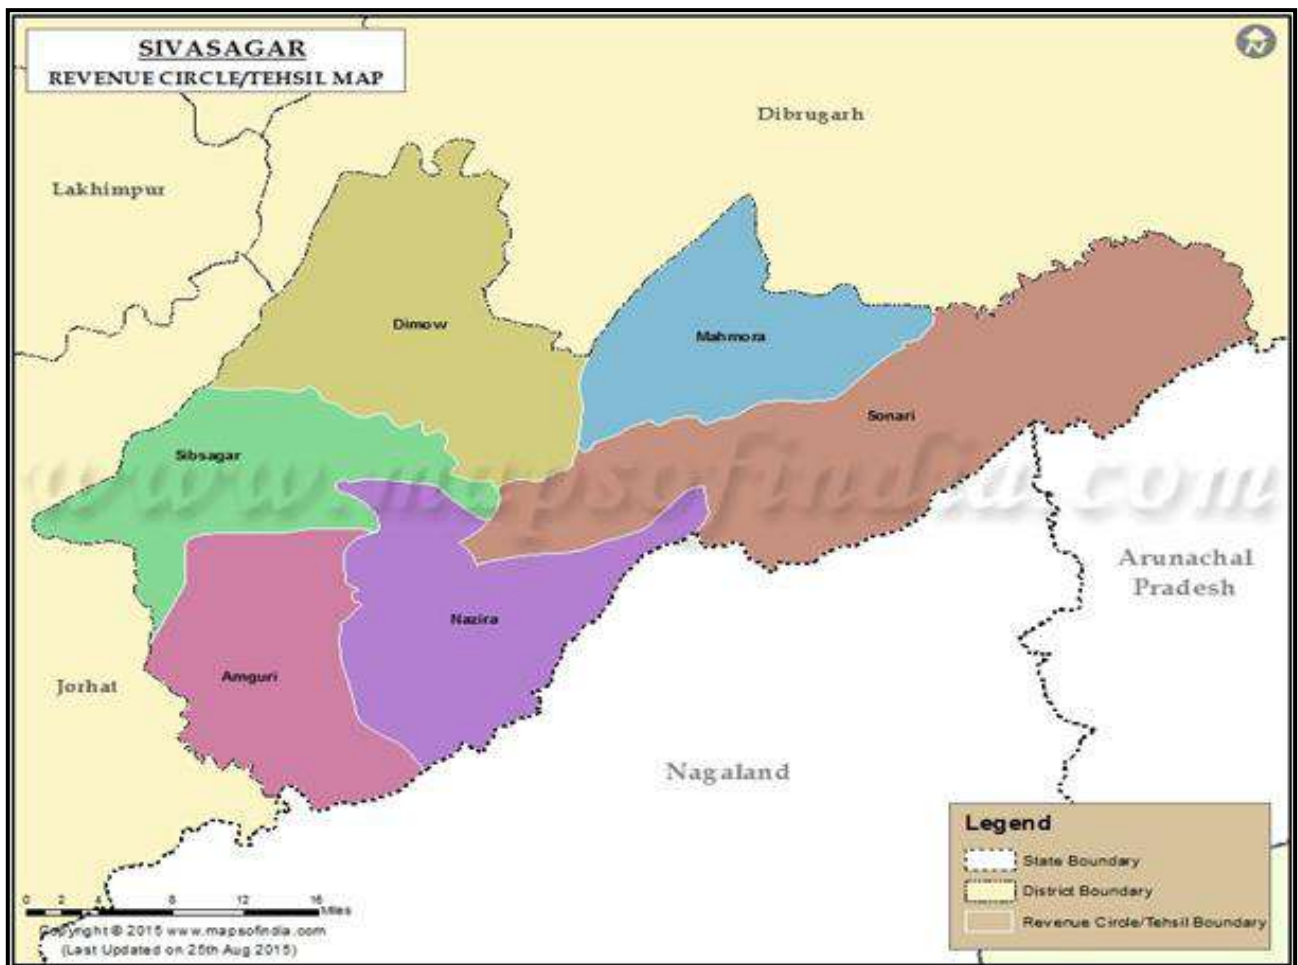 SIVASAGAR
REVENUE CIRCLE/TEHSIL MAP
N
Dibrugarh
Lakhimpur
Dimow
Mahmora
Sonari
Sibsagar
www.mapsofindia.com
Arunachal
Pradesh
Nazira
Amguri
Jorhat
Nagaland
Legend
State Boundary
District Boundary
Revenue Circle/Tehsil Boundary
0 2 4 8 12 16
Miles
Copyright © 2015 www.mapsofindia.com
(Last Updated on 25th Aug 2015)